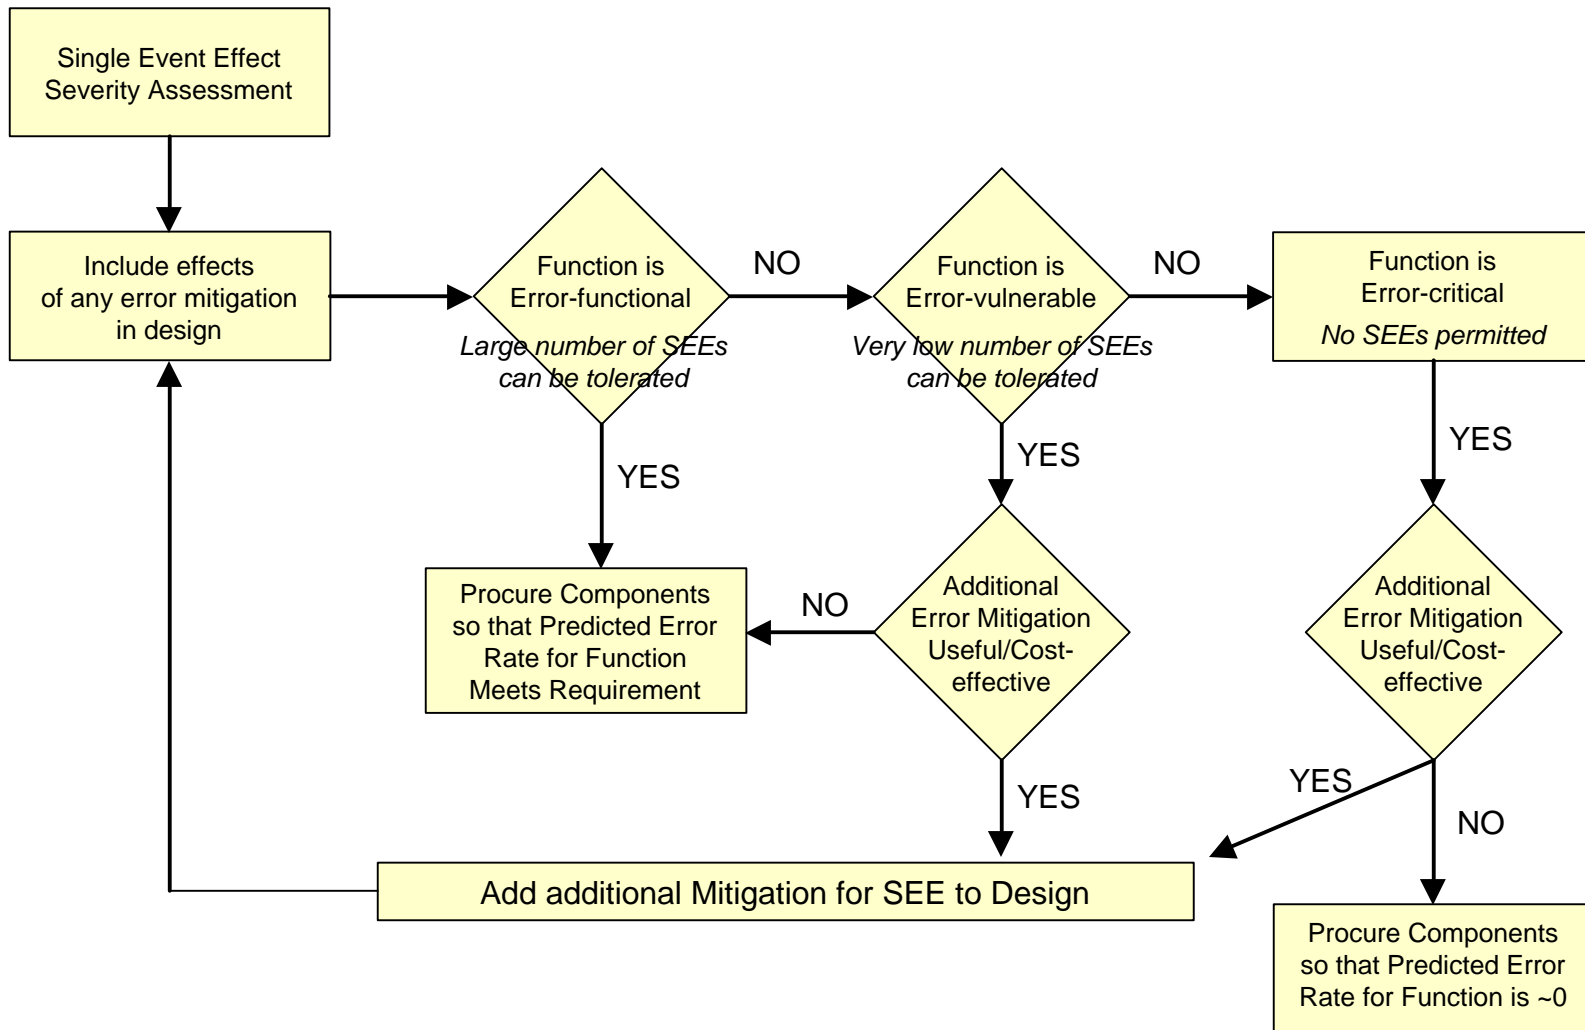 Single Event Effect
Severity Assessment
Include effects
of any error mitigation
in design
Function is
Error-functional
Large number of SEEs
can be tolerated
NO
Function is
Error-vulnerable
Very low number of SEEs
can be tolerated
NO
Function is
Error-critical
No SEEs permitted
YES
YES
YES
Procure Components
so that Predicted Error
Rate for Function
Meets Requirement
NO
Additional
Error Mitigation
Useful/Cost-
effective
Additional
Error Mitigation
Useful/Cost-
effective
YES
YES
NO
Add additional Mitigation for SEE to Design
Procure Components
so that Predicted Error
Rate for Function is ~0